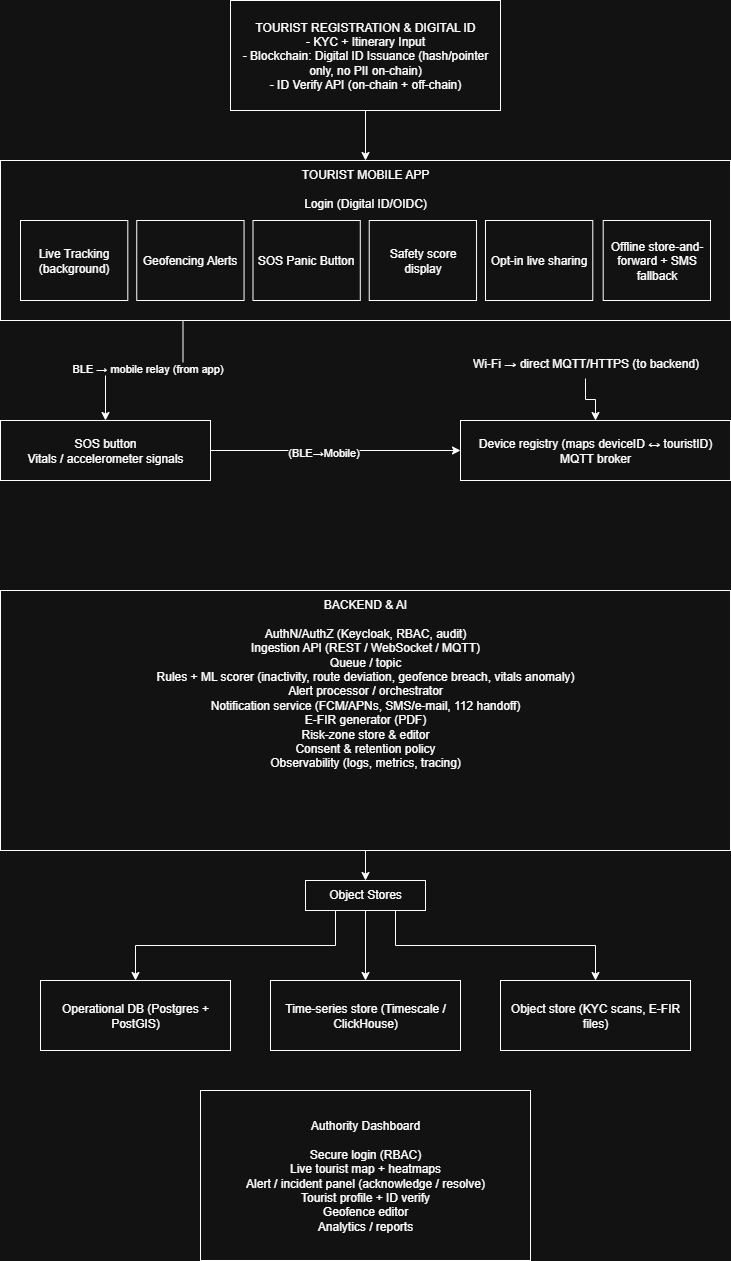 TOURIST REGISTRATION & DIGITAL ID
- KYC + Itinerary Input
- Blockchain: Digital ID Issuance (hash/pointer
only, no PII on-chain)
- ID Verify API (on-chain + off-chain)
TOURIST MOBILE APP
Login (Digital ID/OIDC)
Live Tracking
(background)
Geofencing Alerts
SOS Panic Button
Safety score
display
Opt-in live sharing
Offline store-and-
forward + SMS
fallback
BLE → mobile relay (from app)
Wi-Fi → direct MQTT/HTTPS (to backend)
SOS button
Vitals / accelerometer signals
(BLE→Mobile)
Device registry (maps deviceID ↔ touristID)
MQTT broker
BACKEND & AI
AuthN/AuthZ (Keycloak, RBAC, audit)
Ingestion API (REST / WebSocket / MQTT)
Queue / topic
Rules + ML scorer (inactivity, route deviation, geofence breach, vitals anomaly)
Alert processor / orchestrator
Notification service (FCM/APNs, SMS/e-mail, 112 handoff)
E-FIR generator (PDF)
Risk-zone store & editor
Consent & retention policy
Observability (logs, metrics, tracing)
Object Stores
Operational DB (Postgres +
PostGIS)
Time-series store (Timescale /
ClickHouse)
Object store (KYC scans, E-FIR
files)
Authority Dashboard
Secure login (RBAC)
Live tourist map + heatmaps
Alert / incident panel (acknowledge / resolve)
Tourist profile + ID verify
Geofence editor
Analytics / reports